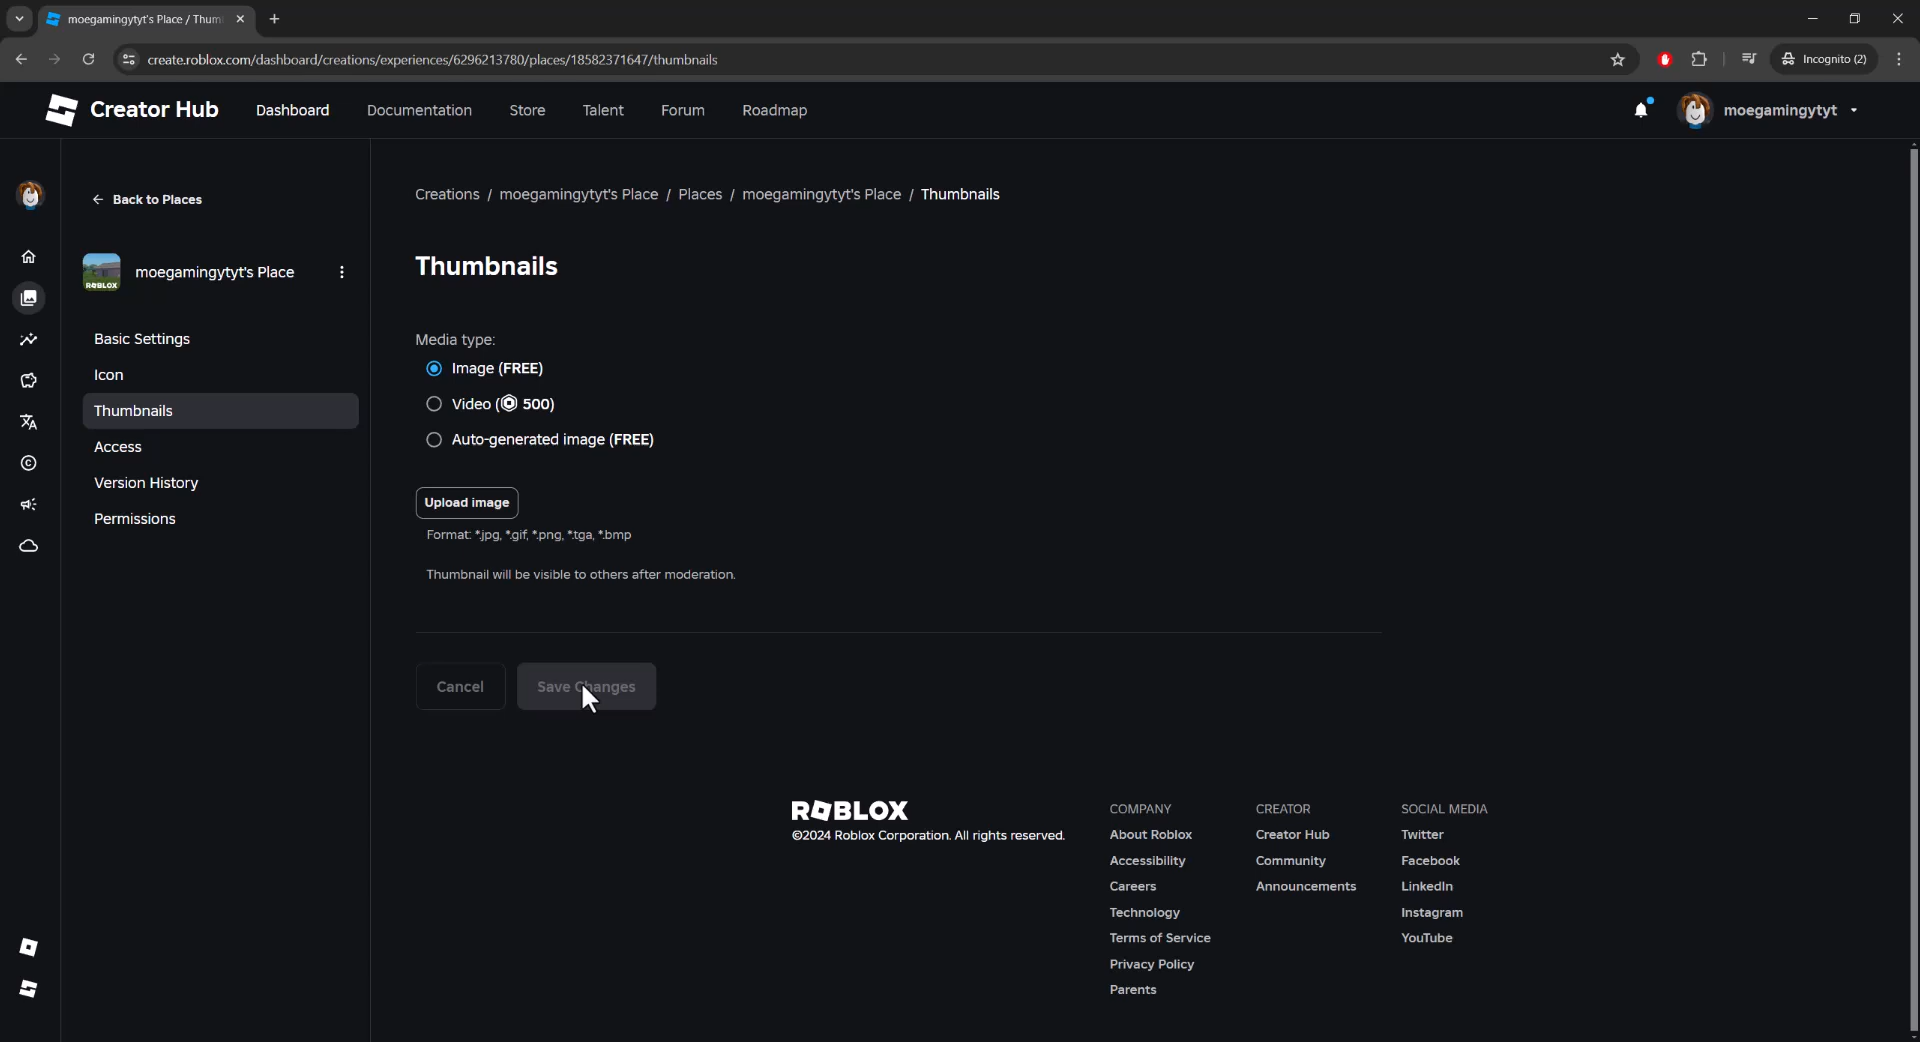 moegamingytyt's Place / Thum
create.roblox.com/dashboard/creations/experiences/6296213780/places/18582371647/thumbnails
Incognito (2)
Creator Hub
Dashboard
Documentation
Store
Talent
Forum
Roadmap
moegamingytyt
Back to Places
moegamingytyt's Place
ROBLOX
Basic Settings
Icon
Thumbnails
Access
Version History
Permissions
Creations / moegamingytyt's Place / Places / moegamingytyt's Place / Thumbnails
Thumbnails
Media type:
Image (FREE)
Video ( 500)
Auto-generated image (FREE)
Upload image
Format: *.jpg, *.gif, *.png, *.tga, *.bmp
Thumbnail will be visible to others after moderation.
Cancel
Save Changes
ROBLOX
©2024 Roblox Corporation. All rights reserved.
COMPANY
About Roblox
Accessibility
Careers
Technology
Terms of Service
Privacy Policy
Parents
CREATOR
Creator Hub
Community
Announcements
SOCIAL MEDIA
Twitter
Facebook
LinkedIn
Instagram
YouTube